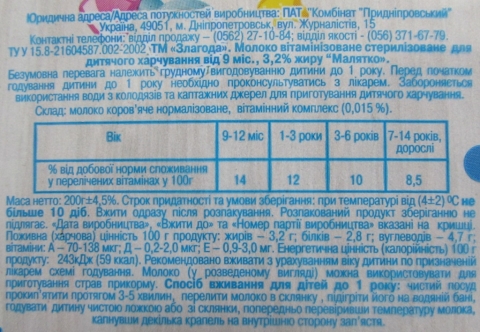 Юридична адреса/Адреса потужностей виробництва: ПАТ "Комбінат "Придніпровський"
Україна, 49051, м. Дніпропетровськ, вул. Журналістів, 15
Контактні телефони: відділ продажу – (0562) 27-10-84; відділ якості - (056) 371-67-79.
ТУ У 15.8-21604587.002-2002 ТМ «Злагода». Молоко вітамінізоване стерилізоване для
дитячого харчування від 9 міс., 3,2% жиру "Малятко».
Безумовна перевага належить грудному вигодовуванню дитини до 1 року. Перед початком
годування дитини до 1 року необхідно проконсультуватись з лікарем. Забороняється
використання води з колодязів та каптажних джерел для приготування дитячого харчування.
Склад: молоко коров'яче нормалізоване, вітамінний комплекс (0,015 %).
Вік 9-12 міс 1-3 роки 3-6 років 7-14 років, дорослі
% від добової норми споживання у перелічених вітамінах у 100г 14 12 10 8,5
Маса нетто: 200г±4,5%. Строк придатності та умови зберігання: при температурі від (4±2) ºС не
більше 10 діб. Вжити одразу після розпакування. Розпакований продукт зберіганню не
підлягає. «Дата виробництва», «Вжити до» та «Номер партії виробництва» вказані на кришці.
Поживна (харчова) цінність 100г продукту: жирів – 3,2 г; білків – 2,8 г; вуглеводів – 4,7 г;
вітаміни: А – 70-138 мкг; Д – 0,2-2,0 мкг; Е – 0,9-3,0 мг. Енергетична цінність (калорійність) 100 г
продукту: 243кДж (59 ккал). Рекомендовано вживати з урахуванням віку дитини по призначенній
лікарем схемі годування. Молоко (у розведеному вигляді) можна використовувати для
приготування страв прикорму. Спосіб вживання для дітей до 1 року: чистий посуд
прокип'ятити протягом 3-5 хвилин, перелити молоко в склянку, підігріти його на водяній бані,
годувати дитину чистою ложкою або зі склянки, попередньо перевіривши температуру молока,
капнувши декілька крапель на внутрішню сторону зап'ястя.